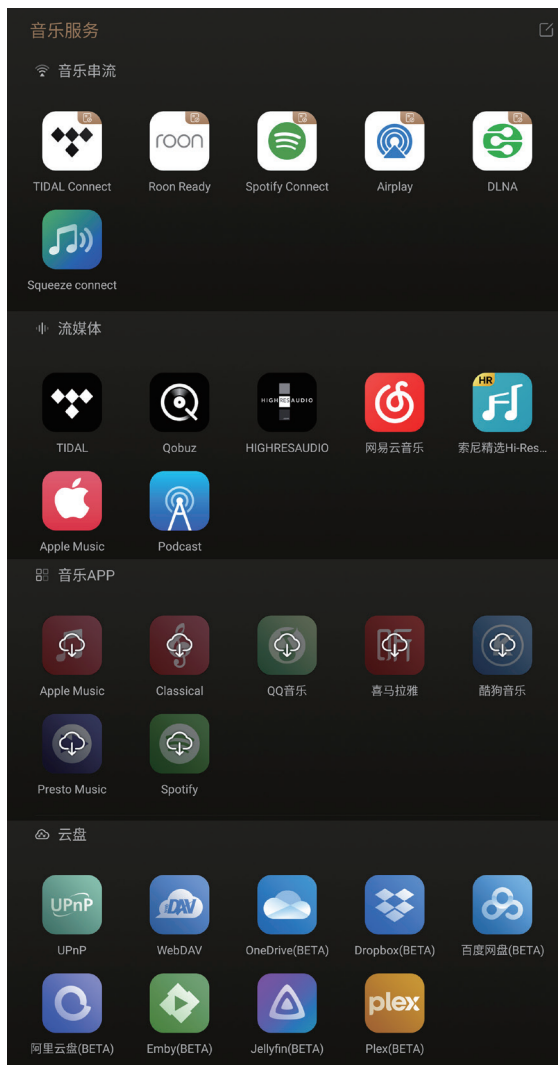 音乐服务
音乐串流
roon
TIDAL Connect
Roon Ready
Spotify Connect
Airplay
DLNA
Squeeze connect
流媒体
HIGHRESAUDIO
HR
TIDAL
Qobuz
HIGHRESAUDIO
网易云音乐
索尼精选Hi-Res...
Apple Music
Podcast
音乐APP
听
Apple Music
Classical
QQ音乐
喜马拉雅
酷狗音乐
Presto Music
Spotify
云盘
UPnP
DAV
UPnP
WebDAV
OneDrive(BETA)
Dropbox(BETA)
百度网盘(BETA)
plex
阿里云盘(BETA)
Emby(BETA)
Jellyfin(BETA)
Plex(BETA)